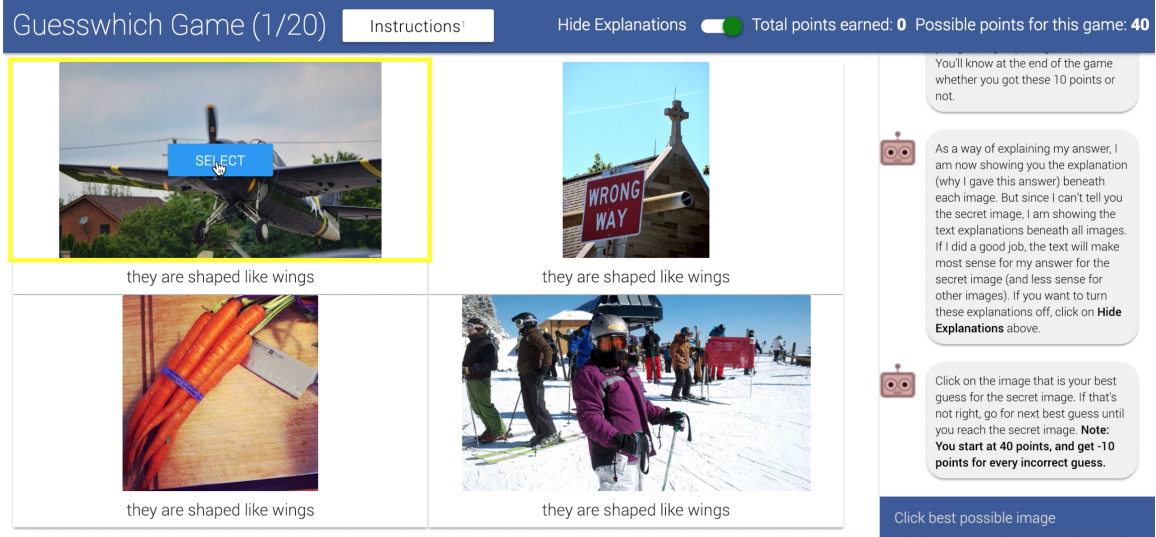 Guesswhich Game (1/20)
Instructions¹
Hide Explanations
Total points earned: 0 Possible points for this game: 40
SELECT
they are shaped like wings
WRONG
WAY
they are shaped like wings
they are shaped like wings
they are shaped like wings
You'll know at the end of the game
whether you got these 10 points or
not.
As a way of explaining my answer, I
am now showing you the explanation
(why I gave this answer) beneath
each image. But since I can't tell you
the secret image, I am showing the
text explanations beneath all images.
If I did a good job, the text will make
most sense for my answer for the
secret image (and less sense for
other images). If you want to turn
these explanations off, click on Hide
Explanations above.
Click on the image that is your best
guess for the secret image. If that's
not right, go for next best guess until
you reach the secret image. Note:
You start at 40 points, and get -10
points for every incorrect guess.
Click best possible image